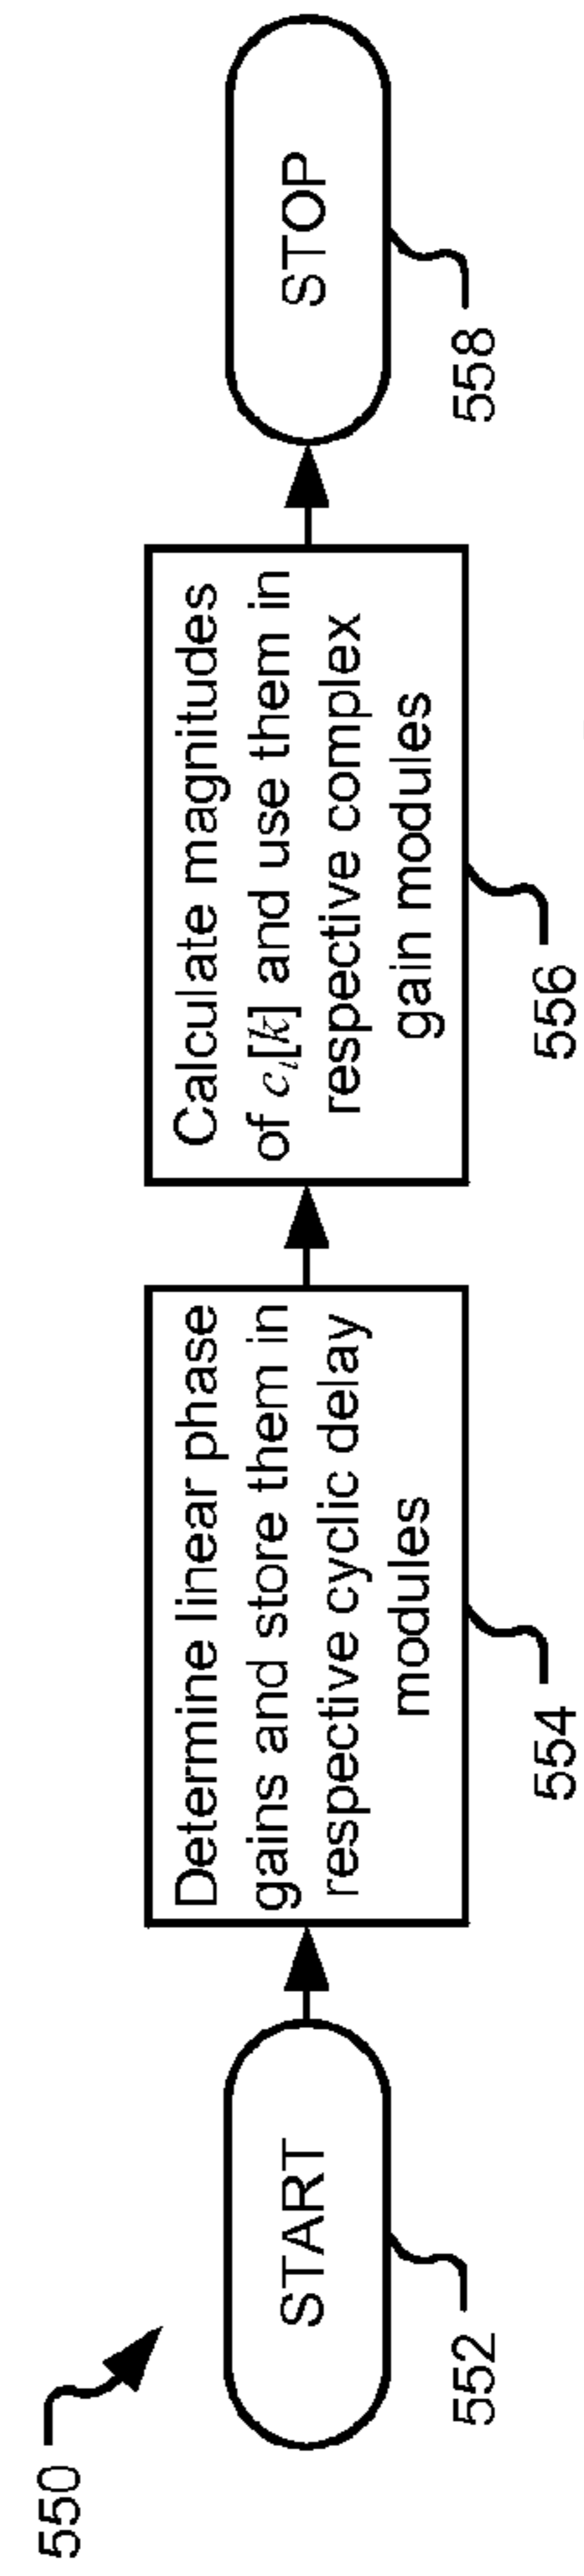 550
START
552
Determine linear phase
gains and store them in
respective cyclic delay
modules
554
Calculate magnitudes
of c_i[k] and use them in
respective complex
gain modules
556
STOP
558